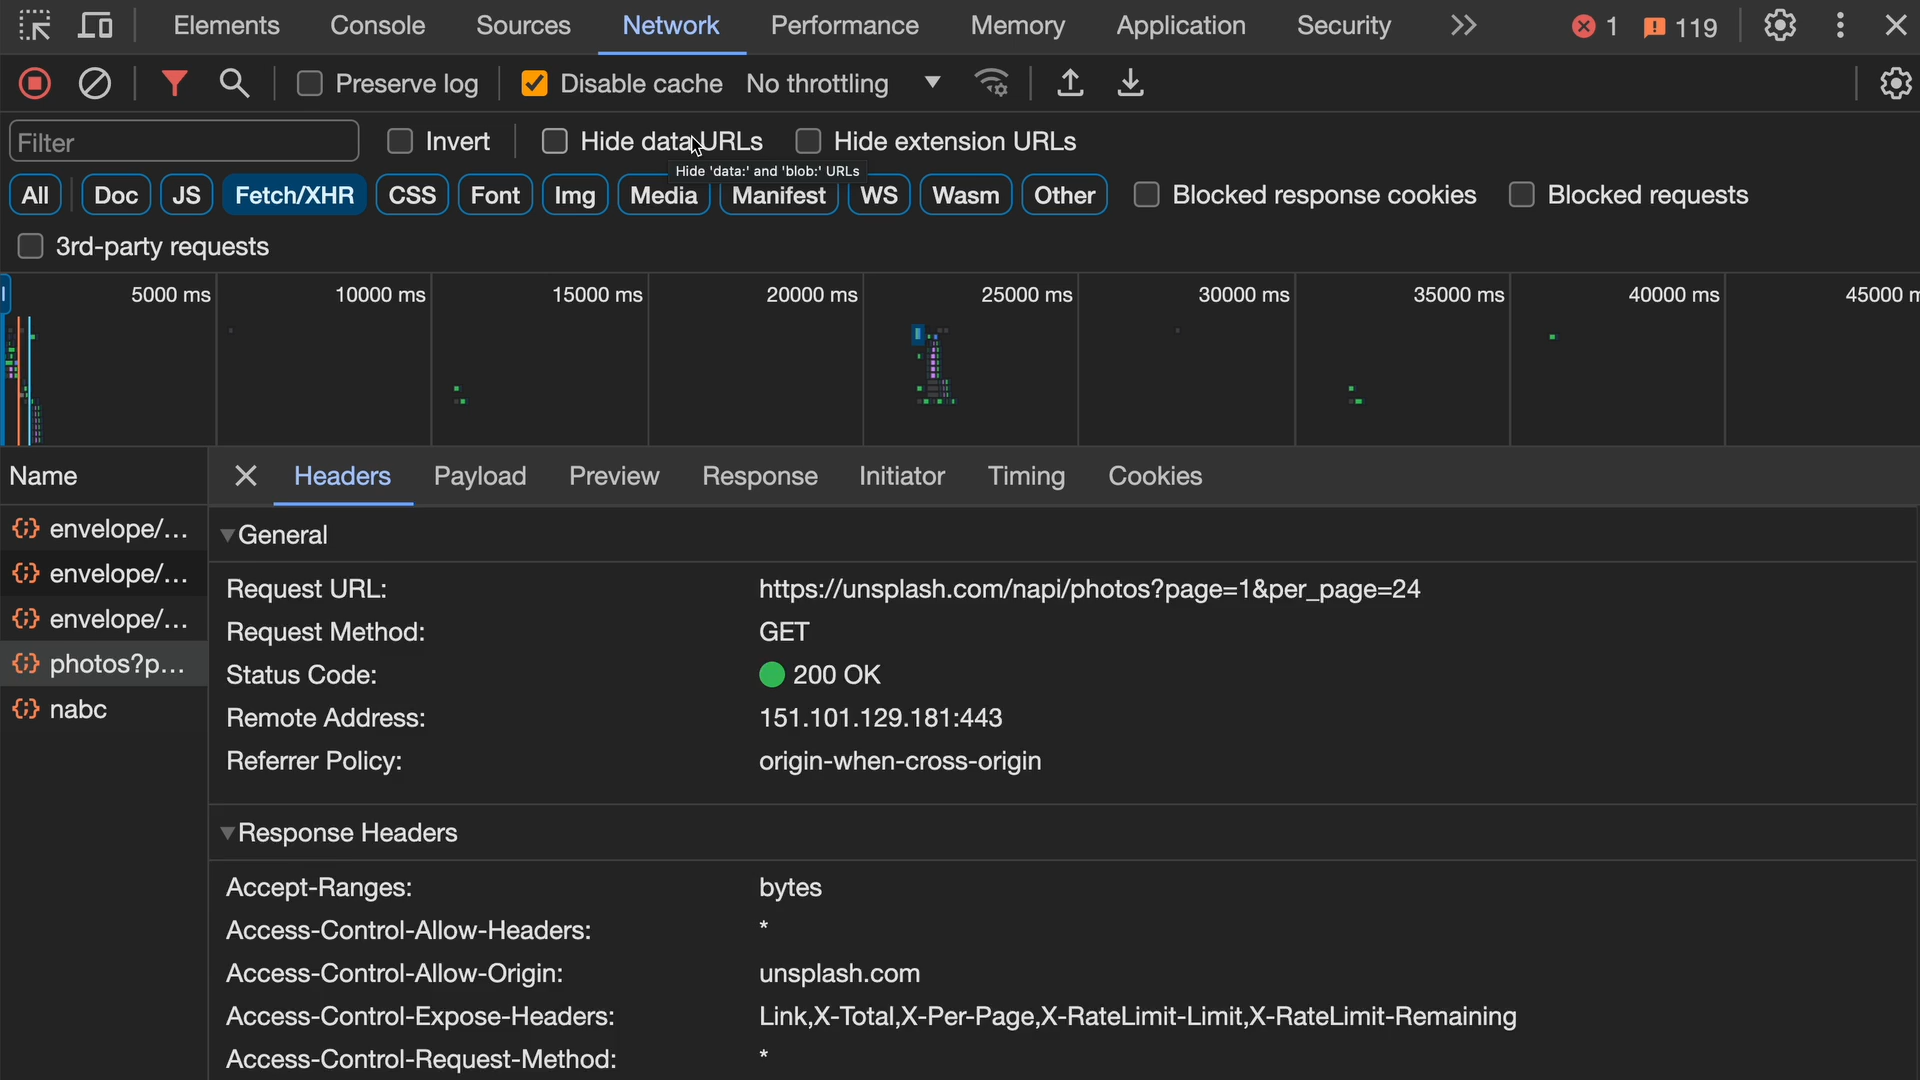 Elements Console Sources Network Performance Memory Application Security 1 119
Preserve log Disable cache No throttling
Filter Invert Hide data URLs Hide extension URLs
Hide 'data:' and 'blob:' URLs
All Doc JS Fetch/XHR CSS Font Img Media Manifest WS Wasm Other Blocked response cookies Blocked requests
3rd-party requests
5000 ms 10000 ms 15000 ms 20000 ms 25000 ms 30000 ms 35000 ms 40000 ms 45000 m
Name Headers Payload Preview Response Initiator Timing Cookies
envelope/...
envelope/...
envelope/...
photos?p...
nabc
General
Request URL: https://unsplash.com/napi/photos?page=1&per_page=24
Request Method: GET
Status Code: 200 OK
Remote Address: 151.101.129.181:443
Referrer Policy: origin-when-cross-origin
Response Headers
Accept-Ranges: bytes
Access-Control-Allow-Headers: *
Access-Control-Allow-Origin: unsplash.com
Access-Control-Expose-Headers: Link,X-Total,X-Per-Page,X-RateLimit-Limit,X-RateLimit-Remaining
Access-Control-Request-Method: *